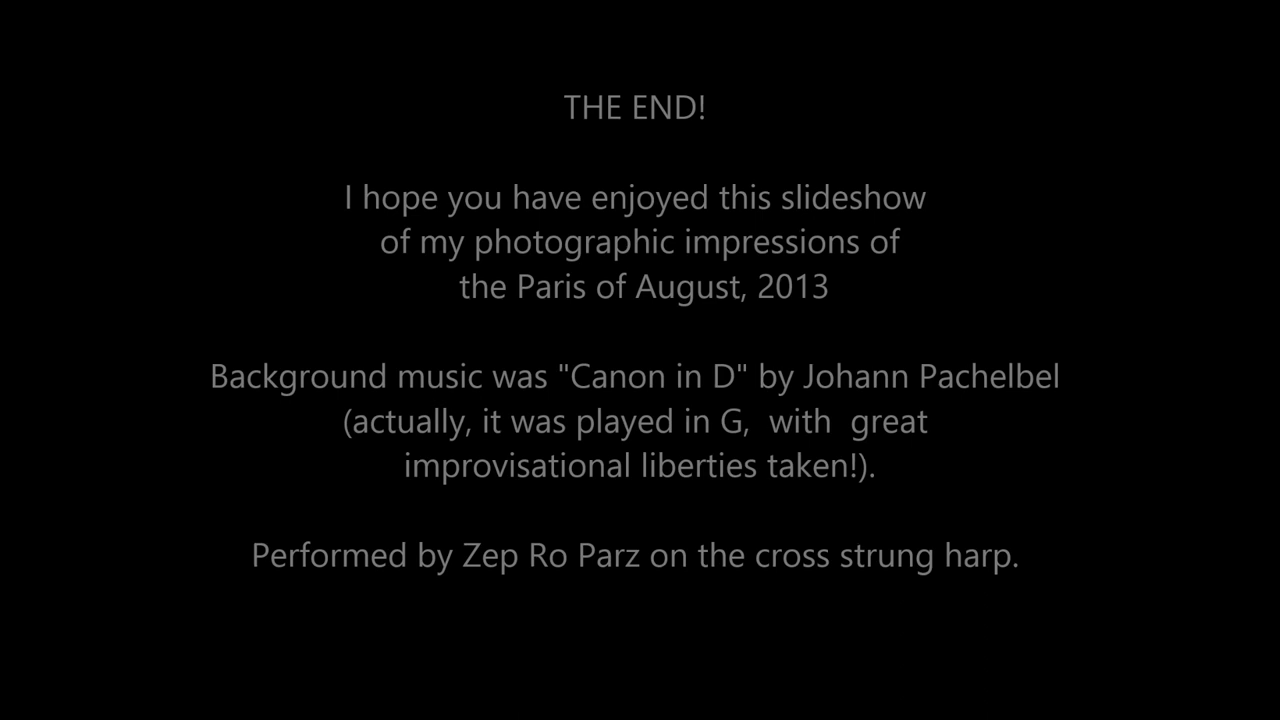 THE END!
I hope you have enjoyed this slideshow
of my photographic impressions of
the Paris of August, 2013
Background music was "Canon in D" by Johann Pachelbel
(actually, it was played in G,  with  great
improvisational liberties taken!).
Performed by Zep Ro Parz on the cross strung harp.